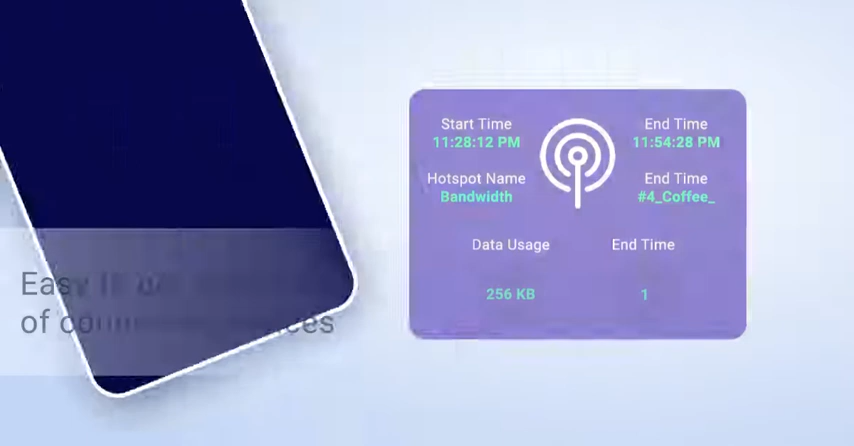 Start Time
End Time
11:28:12 PM
11:54:28 PM
Hotspot Name
End Time
Bandwidth
#4_Coffee_
Data Usage
End Time
256 KB
1
Easy
of